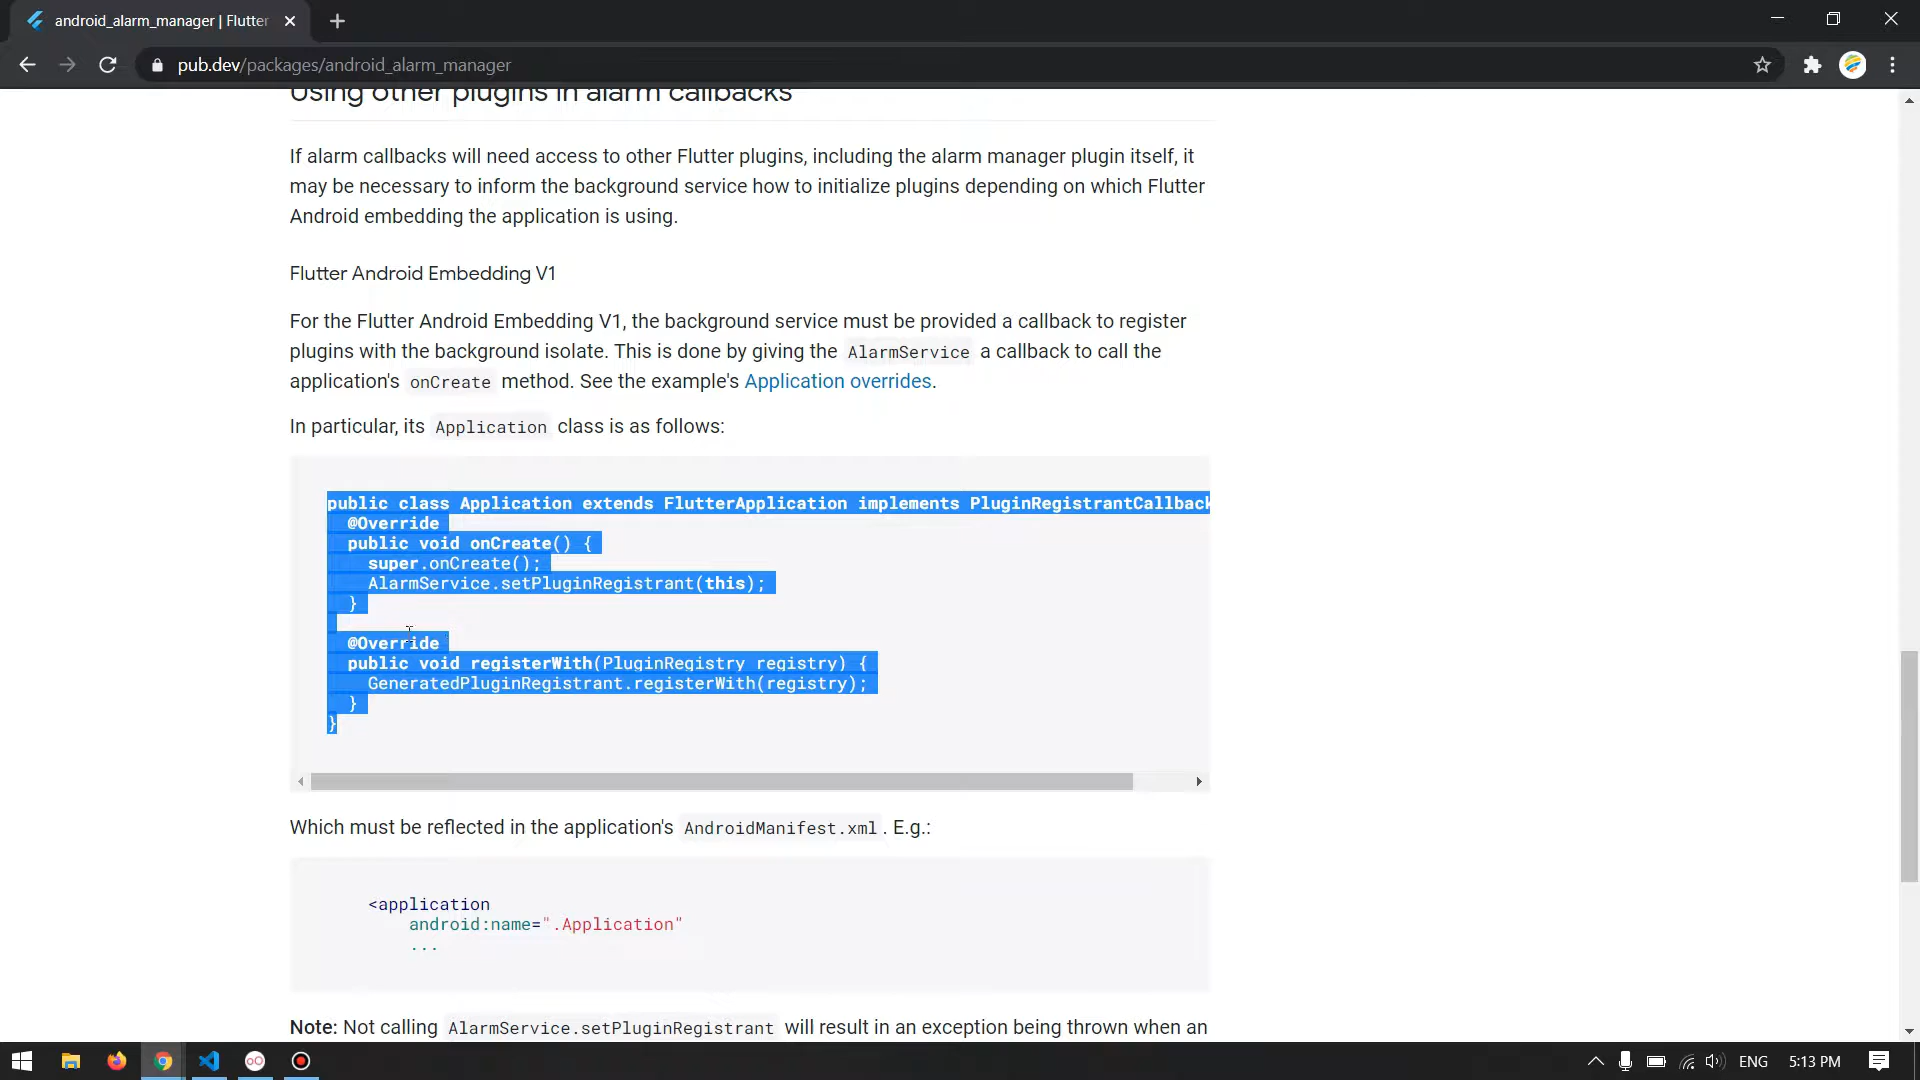 android_alarm_manager | Flutter
pub.dev/packages/android_alarm_manager
Using other plugins in alarm callbacks
If alarm callbacks will need access to other Flutter plugins, including the alarm manager plugin itself, it
may be necessary to inform the background service how to initialize plugins depending on which Flutter
Android embedding the application is using.
Flutter Android Embedding V1
For the Flutter Android Embedding V1, the background service must be provided a callback to register
plugins with the background isolate. This is done by giving the AlarmService a callback to call the
application's onCreate method. See the example's Application overrides.
In particular, its Application class is as follows:
public class Application extends FlutterApplication implements PluginRegistrantCallback
@Override
public void onCreate() {
super.onCreate();
AlarmService.setPluginRegistrant(this);
}
@Override
public void registerWith(PluginRegistry registry) {
GeneratedPluginRegistrant.registerWith(registry);
}
}
Which must be reflected in the application's AndroidManifest.xml. E.g.:
<application
android:name=".Application"
...
Note: Not calling AlarmService.setPluginRegistrant will result in an exception being thrown when an
ENG
5:13 PM